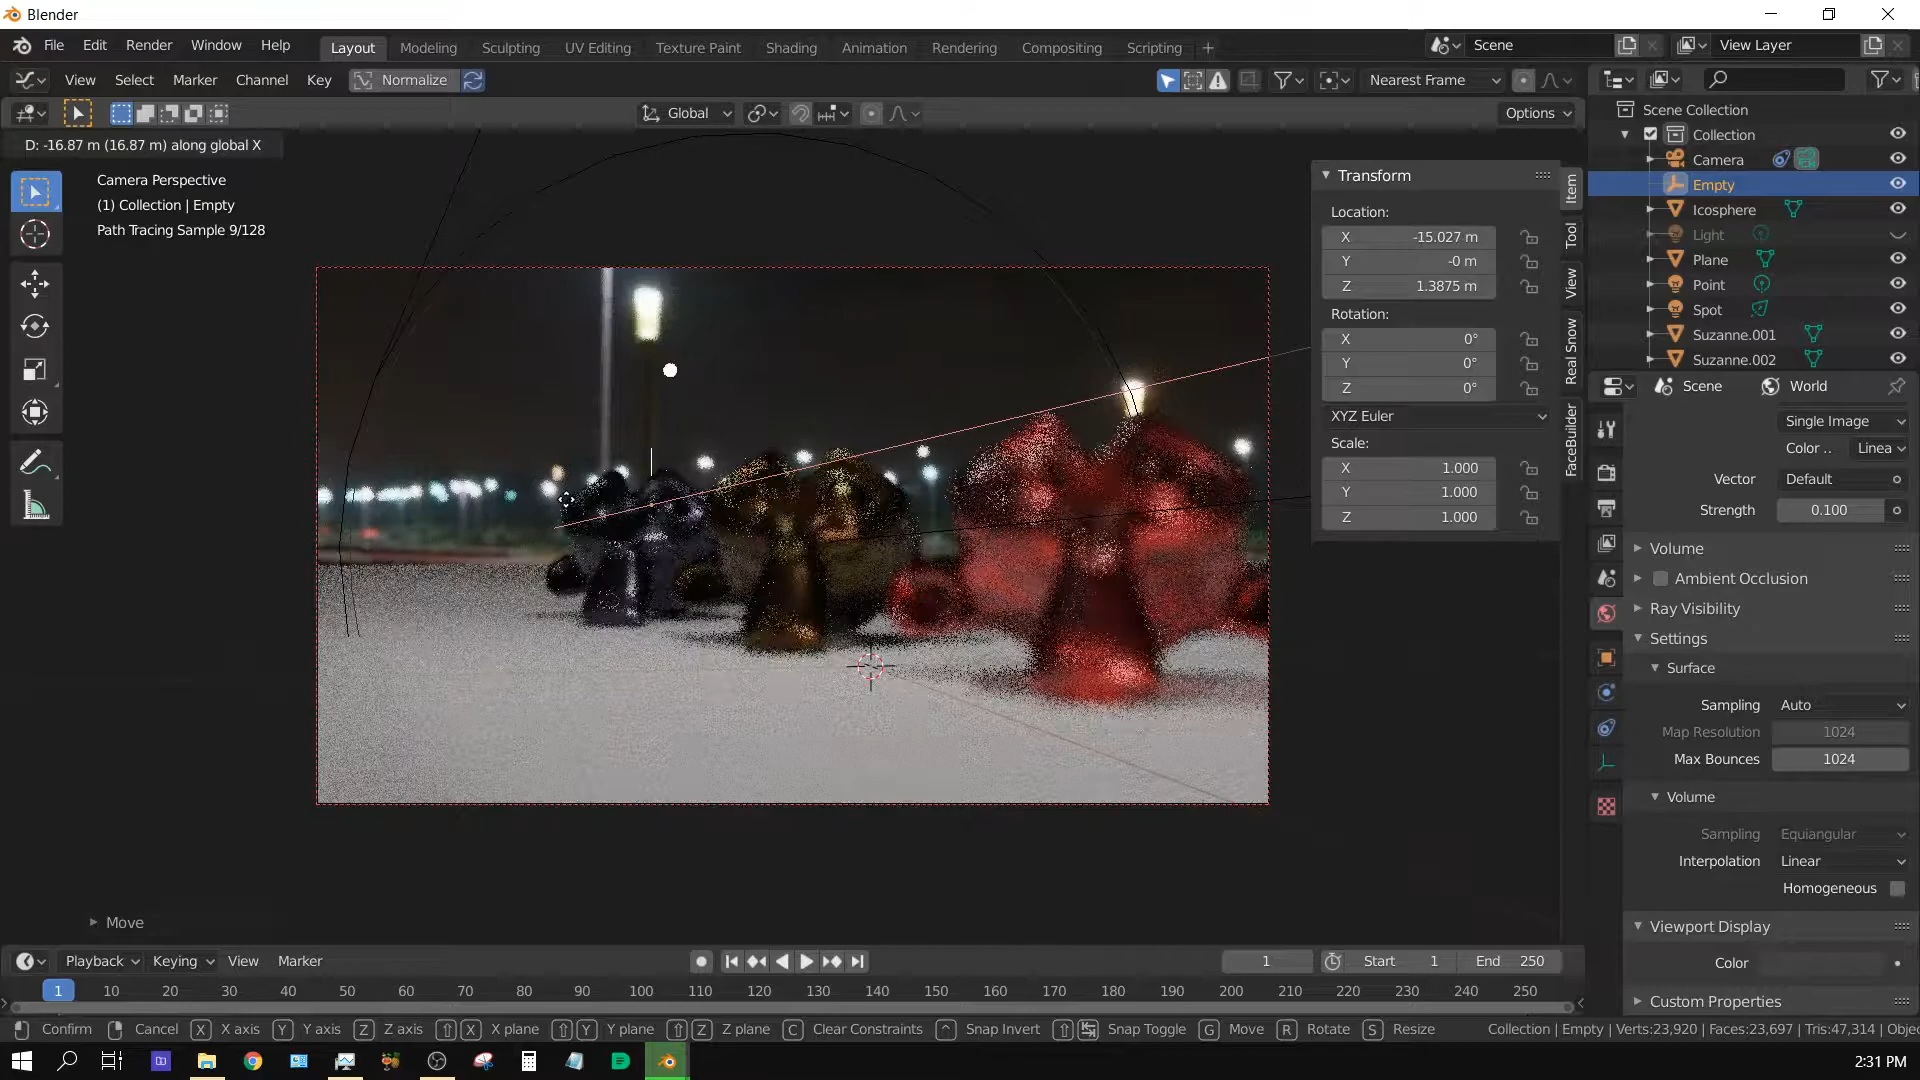 Blender
File Edit Render Window Help Layout Modeling Sculpting UV Editing Texture Paint Shading Animation Rendering Compositing Scripting + Scene View Layer
View Select Marker Channel Key Normalize Nearest Frame
Global Options
D: -16.87 m (16.87 m) along global X
Camera Perspective
(1) Collection | Empty
Path Tracing Sample 9/128
Transform
Location:
X -15.027 m
Y -0 m
Z 1.3875 m
Rotation:
X 0°
Y 0°
Z 0°
XYZ Euler
Scale:
X 1.000
Y 1.000
Z 1.000
Item
Tool
View
Real Snow
FaceBuilder
Scene Collection
Collection
Camera
Empty
Icosphere
Light
Plane
Point
Spot
Suzanne.001
Suzanne.002
Scene World
Single Image
Color .. Linea
Vector Default
Strength 0.100
Volume
Ambient Occlusion
Ray Visibility
Settings
Surface
Sampling Auto
Map Resolution 1024
Max Bounces 1024
Volume
Sampling Equiangular
Interpolation Linear
Homogeneous
Viewport Display
Color
Custom Properties
Move
Playback Keying View Marker 1 Start 1 End 250
1 10 20 30 40 50 60 70 80 90 100 110 120 130 140 150 160 170 180 190 200 210 220 230 240 250
Confirm Cancel X X axis Y Y axis Z Z axis X X plane Y Y plane Z Z plane C Clear Constraints Snap Invert Snap Toggle G Move R Rotate S Resize Collection | Empty | Verts:23,920 | Faces:23,697 | Tris:47,314 | Objec
2:31 PM